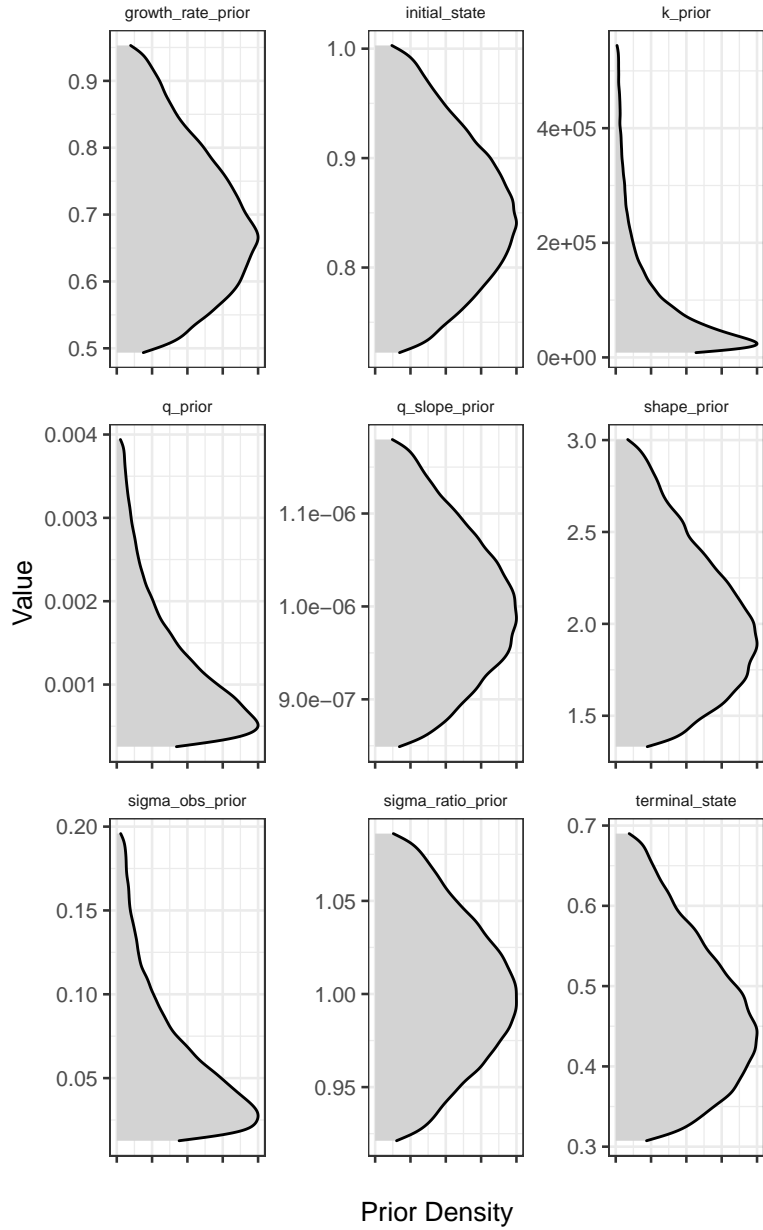 growth_rate_prior
0.9
0.8
0.7
0.6
0.5
initial_state
1.0
0.9
0.8
k_prior
4e+05
2e+05
0e+00
q_prior
0.004
0.003
0.002
0.001
q_slope_prior
1.1e−06
1.0e−06
9.0e−07
shape_prior
3.0
2.5
2.0
1.5
sigma_obs_prior
0.20
0.15
0.10
0.05
sigma_ratio_prior
1.05
1.00
0.95
terminal_state
0.7
0.6
0.5
0.4
0.3
Value
Prior Density